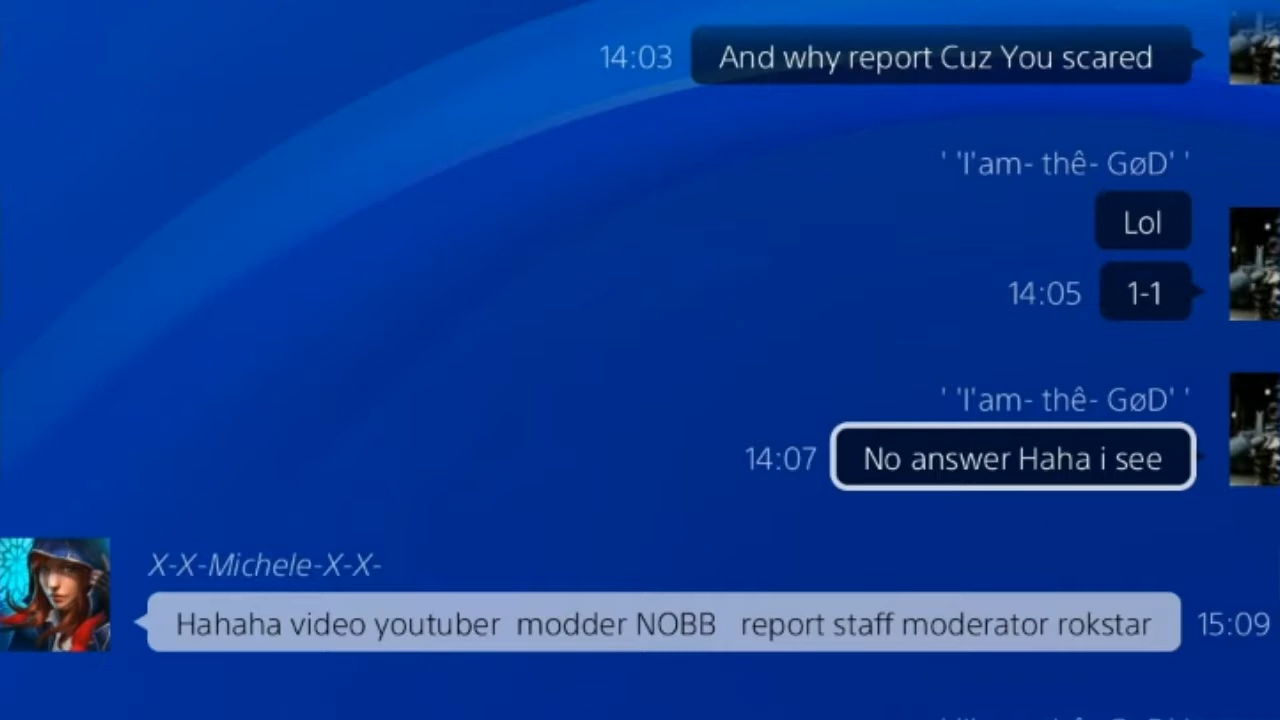 14:03 And why report Cuz You scared
' 'I'am- thê- GøD' '
Lol
14:05 1-1
' 'I'am- thê- GøD' '
14:07 No answer Haha i see
X-X-Michele-X-X-
Hahaha video youtuber modder NOBB report staff moderator rokstar 15:09